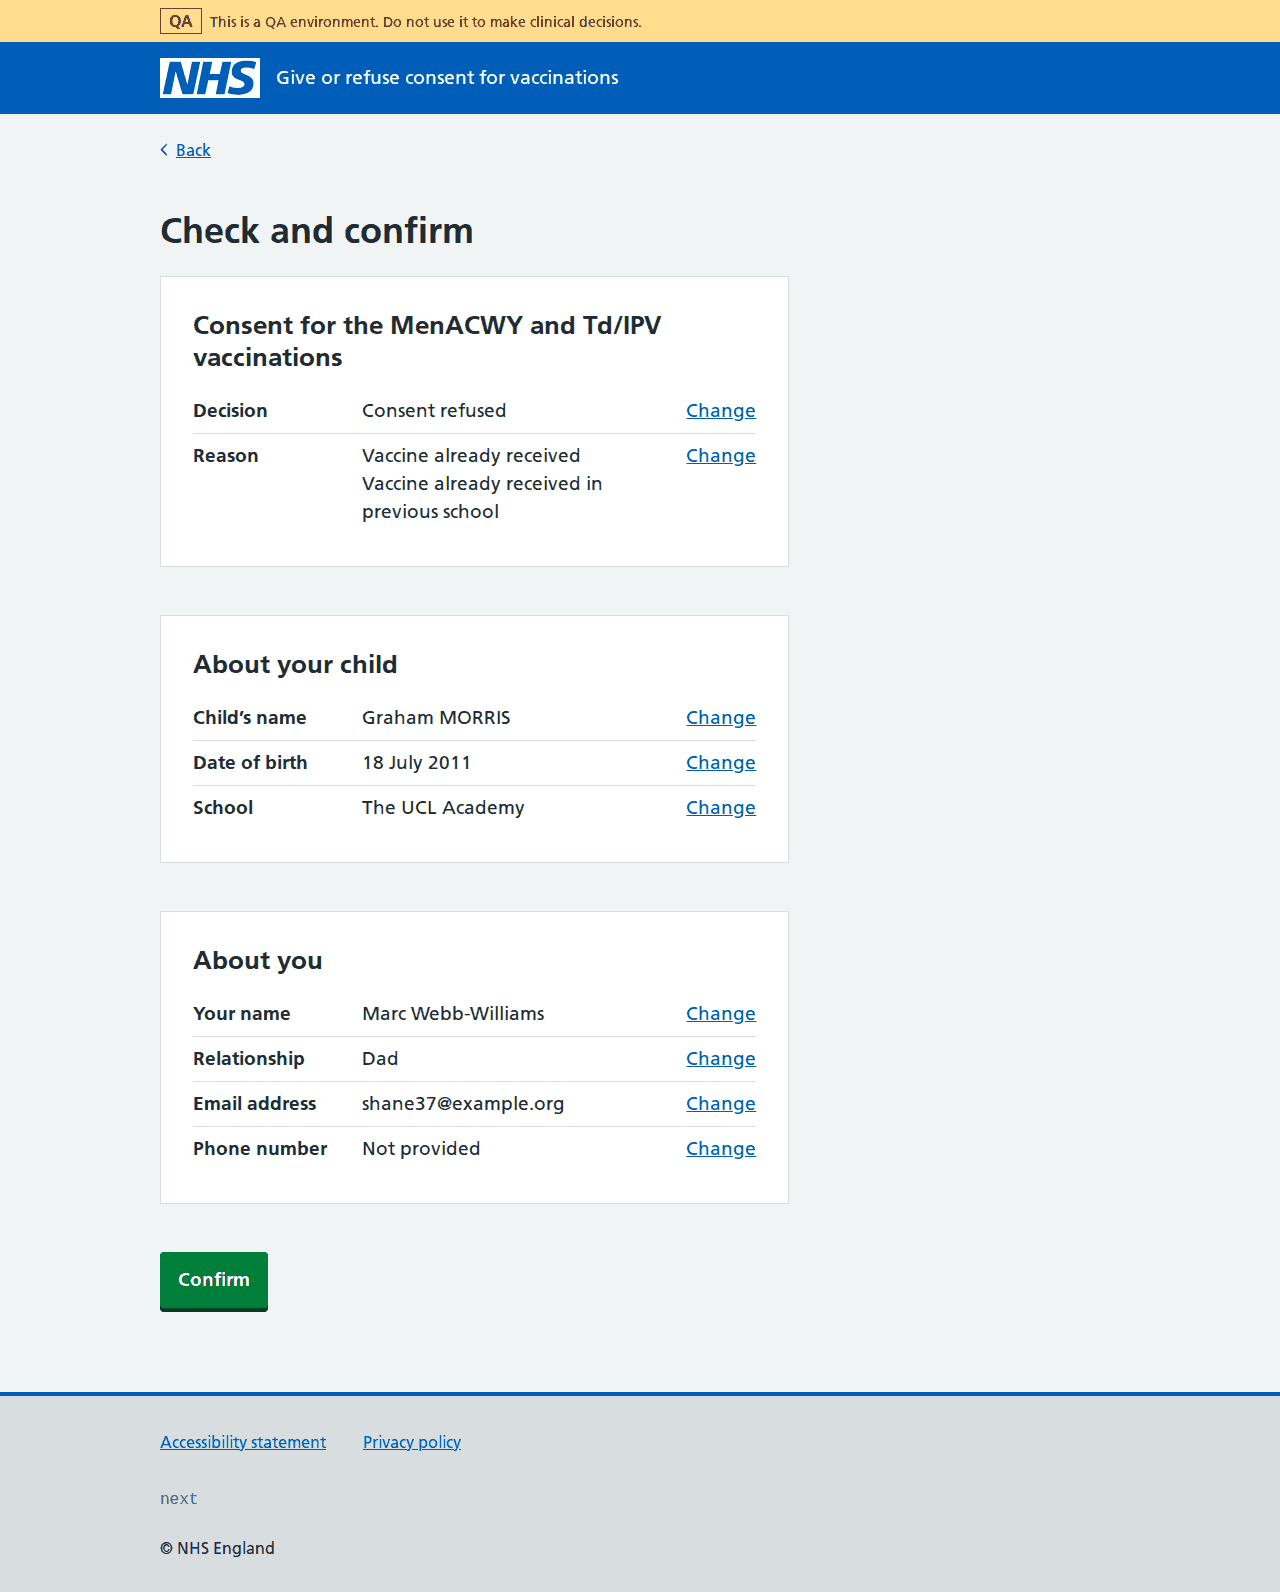 QA This is a QA environment. Do not use it to make clinical decisions.
NHS Give or refuse consent for vaccinations
Back
Check and confirm
Consent for the MenACWY and Td/IPV
vaccinations
Decision Consent refused Change
Reason Vaccine already received Change
Vaccine already received in
previous school
About your child
Child’s name Graham MORRIS Change
Date of birth 18 July 2011 Change
School The UCL Academy Change
About you
Your name Marc Webb-Williams Change
Relationship Dad Change
Email address shane37@example.org Change
Phone number Not provided Change
Confirm
Accessibility statement Privacy policy
next
© NHS England